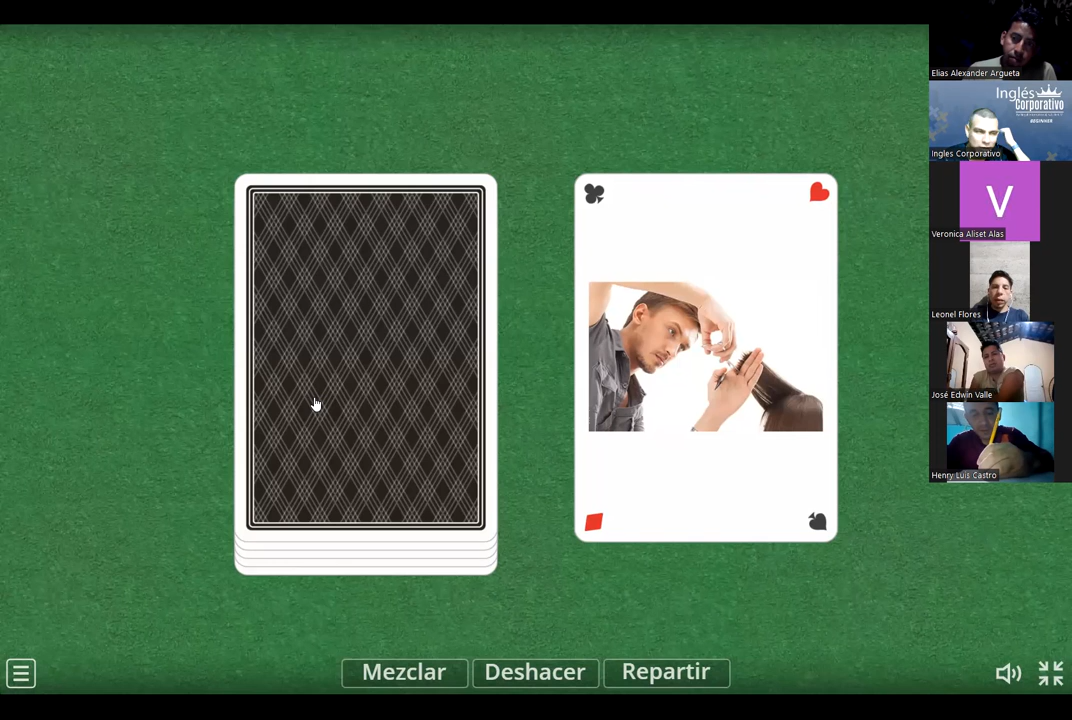 Elias Alexander Argueta
Inglés
Corporativo
BEGINNER
Ingles Corporativo
V
Veronica Aliset Alas
Leonel Flores
José Edwin Valle
Henry Luis Castro
Mezclar
Deshacer
Repartir